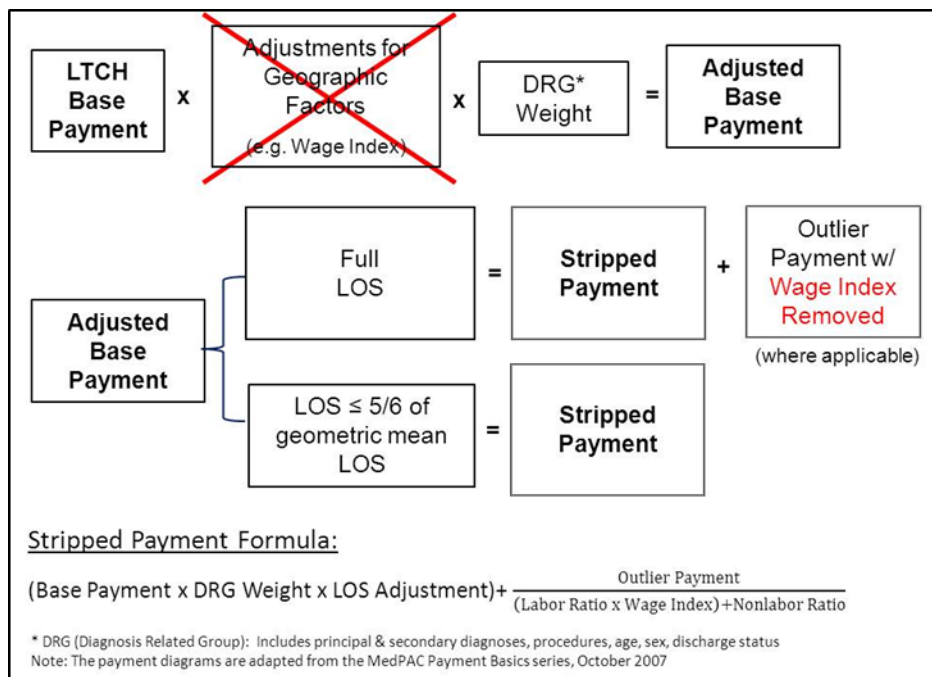 LTCH
Base
Payment
x
Adjustments for
Geographic
Factors
(e.g. Wage Index)
x
DRG*
Weight
=
Adjusted
Base
Payment
Adjusted
Base
Payment
Full
LOS
=
Stripped
Payment
+
Outlier
Payment w/
Wage Index
Removed
(where applicable)
LOS ≤ 5/6 of
geometric mean
LOS
=
Stripped
Payment
Stripped Payment Formula:
(Base Payment x DRG Weight x LOS Adjustment)+
Outlier Payment
(Labor Ratio x Wage Index)+Nonlabor Ratio
* DRG (Diagnosis Related Group):  Includes principal & secondary diagnoses, procedures, age, sex, discharge status
Note: The payment diagrams are adapted from the MedPAC Payment Basics series, October 2007